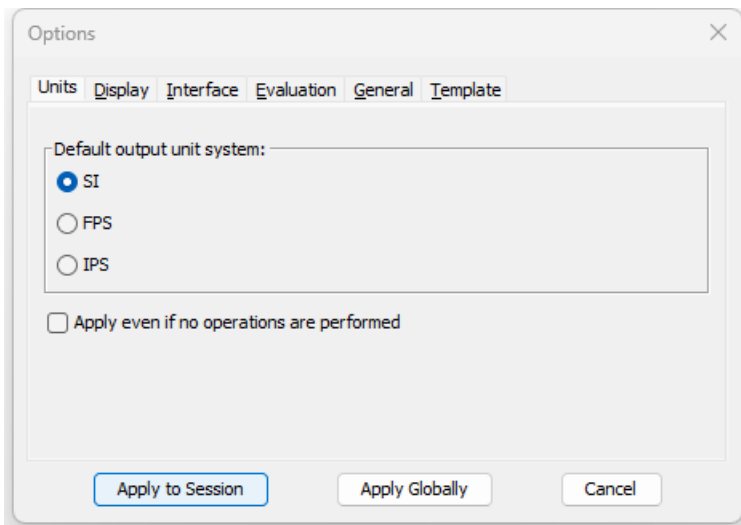 Options
Units Display Interface Evaluation General Template
Default output unit system:
SI
FPS
IPS
Apply even if no operations are performed
Apply to Session Apply Globally Cancel